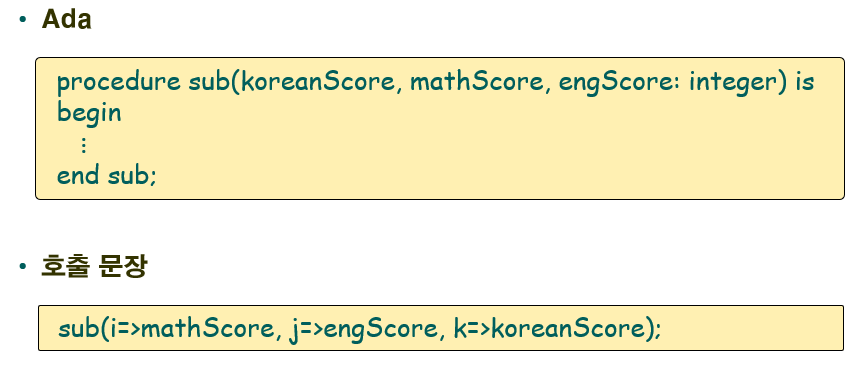 • Ada
procedure sub(koreanScore, mathScore, engScore: integer) is
begin
⋮
end sub;
• 호출 문장
sub(i=>mathScore, j=>engScore, k=>koreanScore);